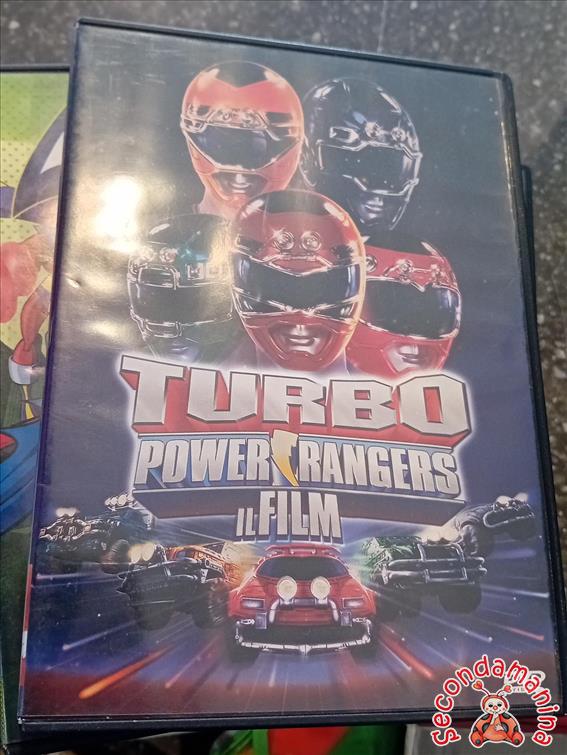 TURBO
POWER RANGERS
IL FILM
Secondamanina